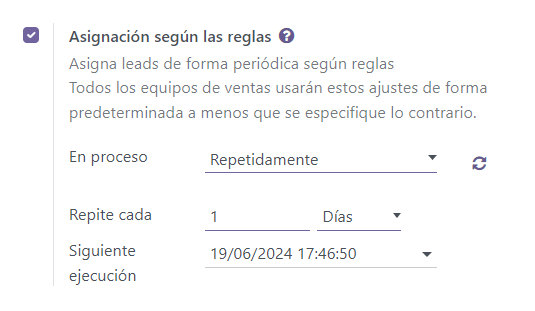 Asignación según las reglas ?
Asigna leads de forma periódica según reglas
Todos los equipos de ventas usarán estos ajustes de forma
predeterminada a menos que se especifique lo contrario.
En proceso Repetidamente
Repite cada 1 Días
Siguiente
ejecución 19/06/2024 17:46:50